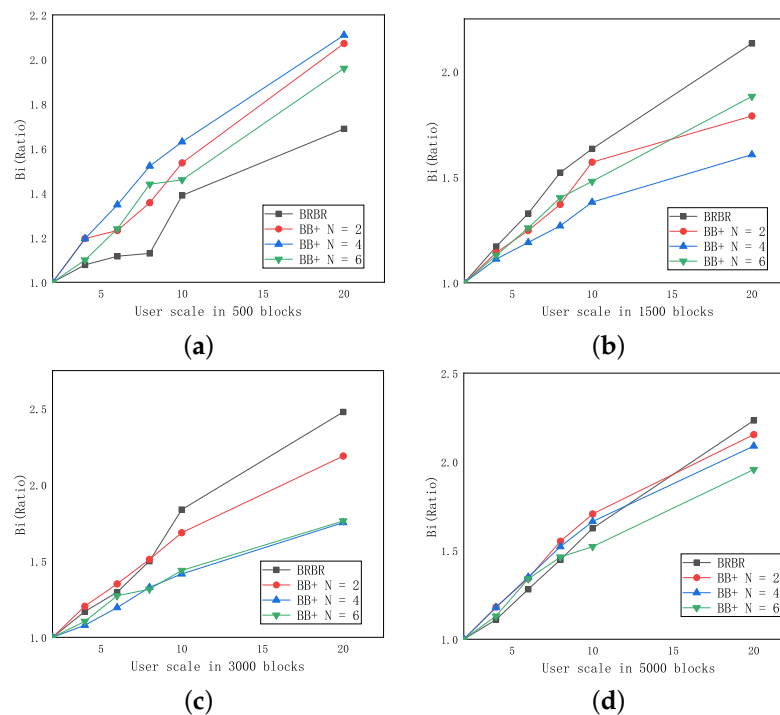 2.2
2.0
1.8
1.6
1.4
1.2
1.0
Bi(Ratio)
BRBR
BB+ N = 2
BB+ N = 4
BB+ N = 6
5 10 15 20
User scale in 500 blocks
(a)
2.0
1.5
1.0
Bi(Ratio)
BRBR
BB+ N = 2
BB+ N = 4
BB+ N = 6
5 10 15 20
User scale in 1500 blocks
(b)
2.5
2.0
1.5
1.0
Bi(Ratio)
BRBR
BB+ N = 2
BB+ N = 4
BB+ N = 6
5 10 15 20
User scale in 3000 blocks
(c)
2.5
2.0
1.5
1.0
Bi(Ratio)
BRBR
BB+ N = 2
BB+ N = 4
BB+ N = 6
5 10 15 20
User scale in 5000 blocks
(d)